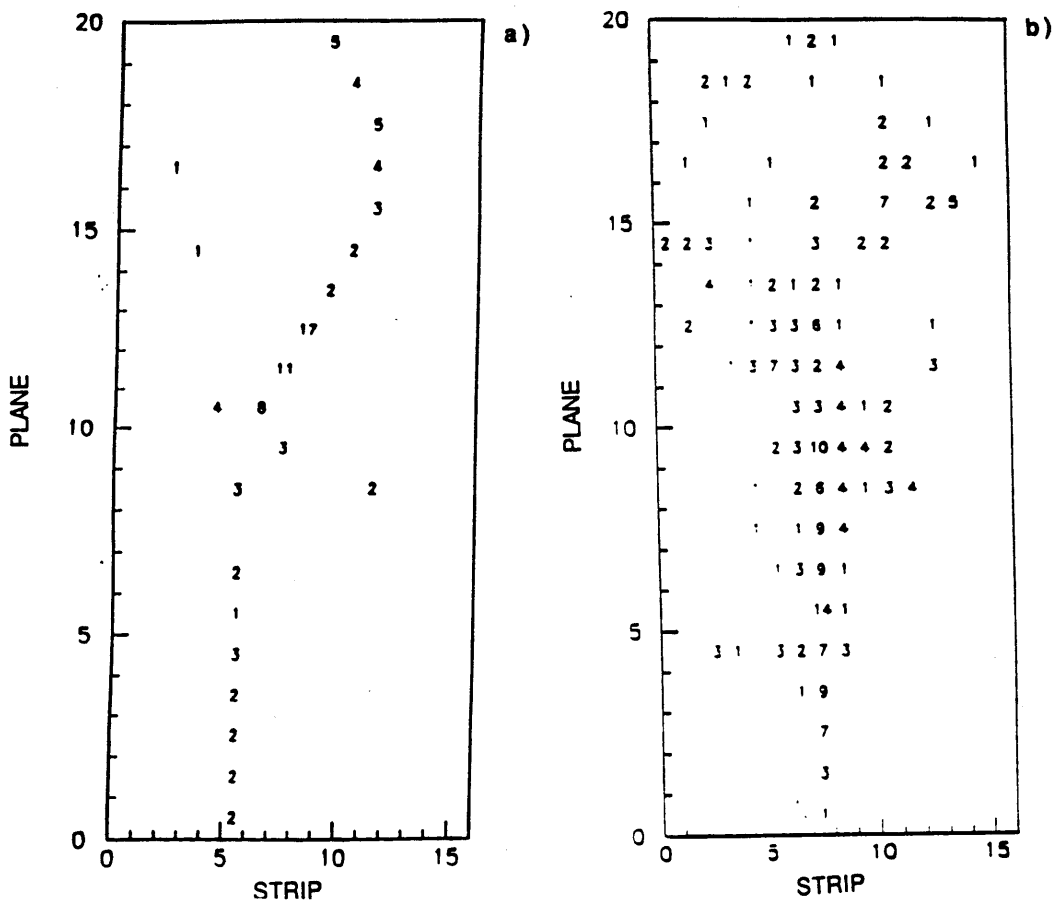 a)
20
15
10
5
0
PLANE
5
4
5
1 4
3
1 2
2
17
11
4 8
3
3 2
2
1
3
2
2
2
2
0 5 10 15
STRIP
b)
20
15
10
5
0
PLANE
1 2 1
2 1 2 1 1
1 2 1
1 1 2 2 1
1 2 7 2 5
2 2 3 3 2 2
4 1 2 1 2 1
2 3 3 6 1 1
3 7 3 2 4 3
3 3 4 1 2
2 3 10 4 4 2
2 6 4 1 3 4
1 1 9 4
1 3 9 1
14 1
3 1 3 2 7 3
1 9
7
3
1
0 5 10 15
STRIP